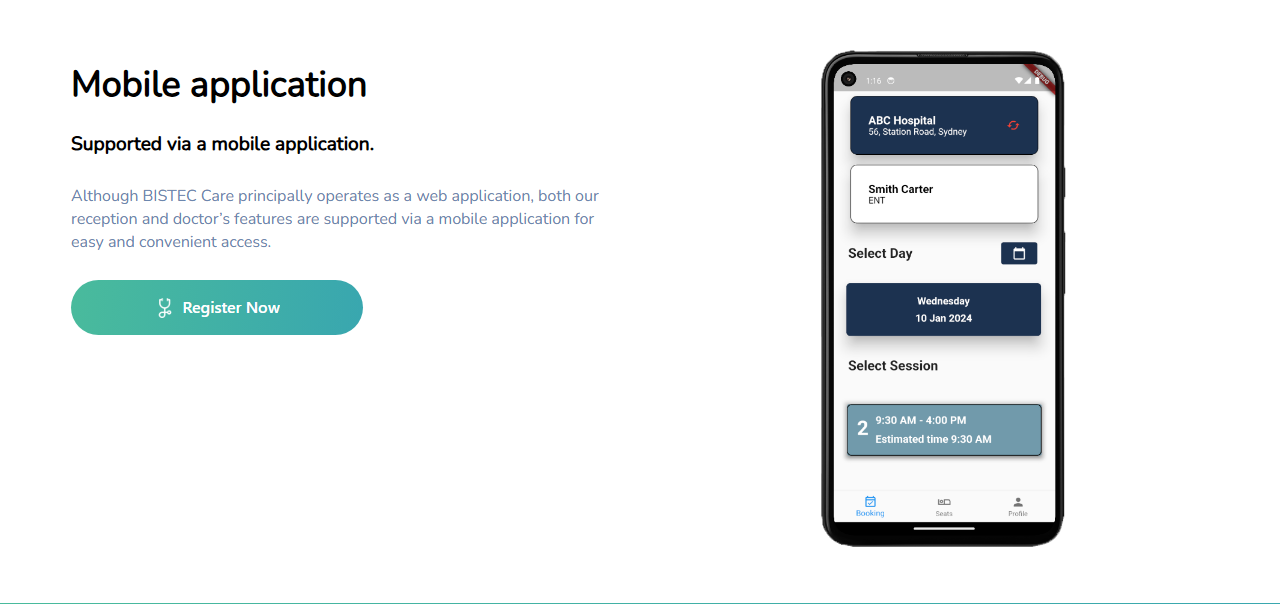 Mobile application
Supported via a mobile application.
Although BISTEC Care principally operates as a web application, both our
reception and doctor’s features are supported via a mobile application for
easy and convenient access.
Register Now
1:16
DEBUG
ABC Hospital
56, Station Road, Sydney
Smith Carter
ENT
Select Day
Wednesday
10 Jan 2024
Select Session
2
9:30 AM - 4:00 PM
Estimated time 9:30 AM
Booking
Seats
Profile